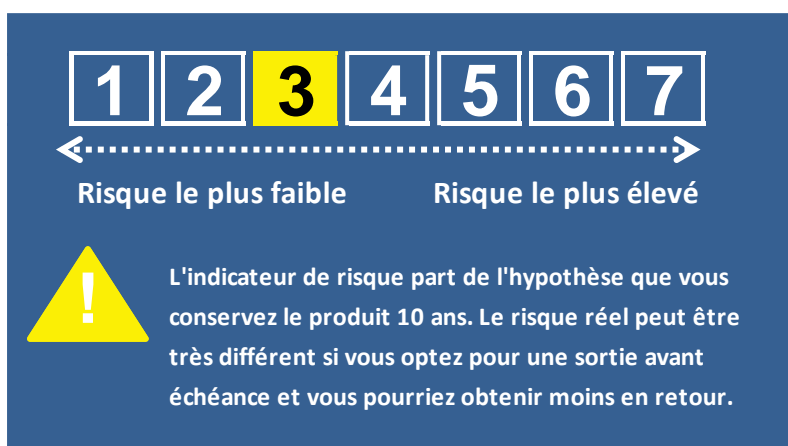 1 2 3 4 5 6 7
Risque le plus faible Risque le plus élevé
!
L'indicateur de risque part de l'hypothèse que vous
conservez le produit 10 ans. Le risque réel peut être
très différent si vous optez pour une sortie avant
échéance et vous pourriez obtenir moins en retour.